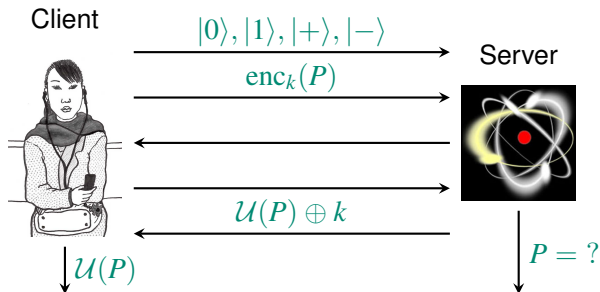 Client
|0⟩, |1⟩, |+⟩, |−⟩
Server
enc_k(P)
𝒰(P) ⊕ k
𝒰(P)
P = ?